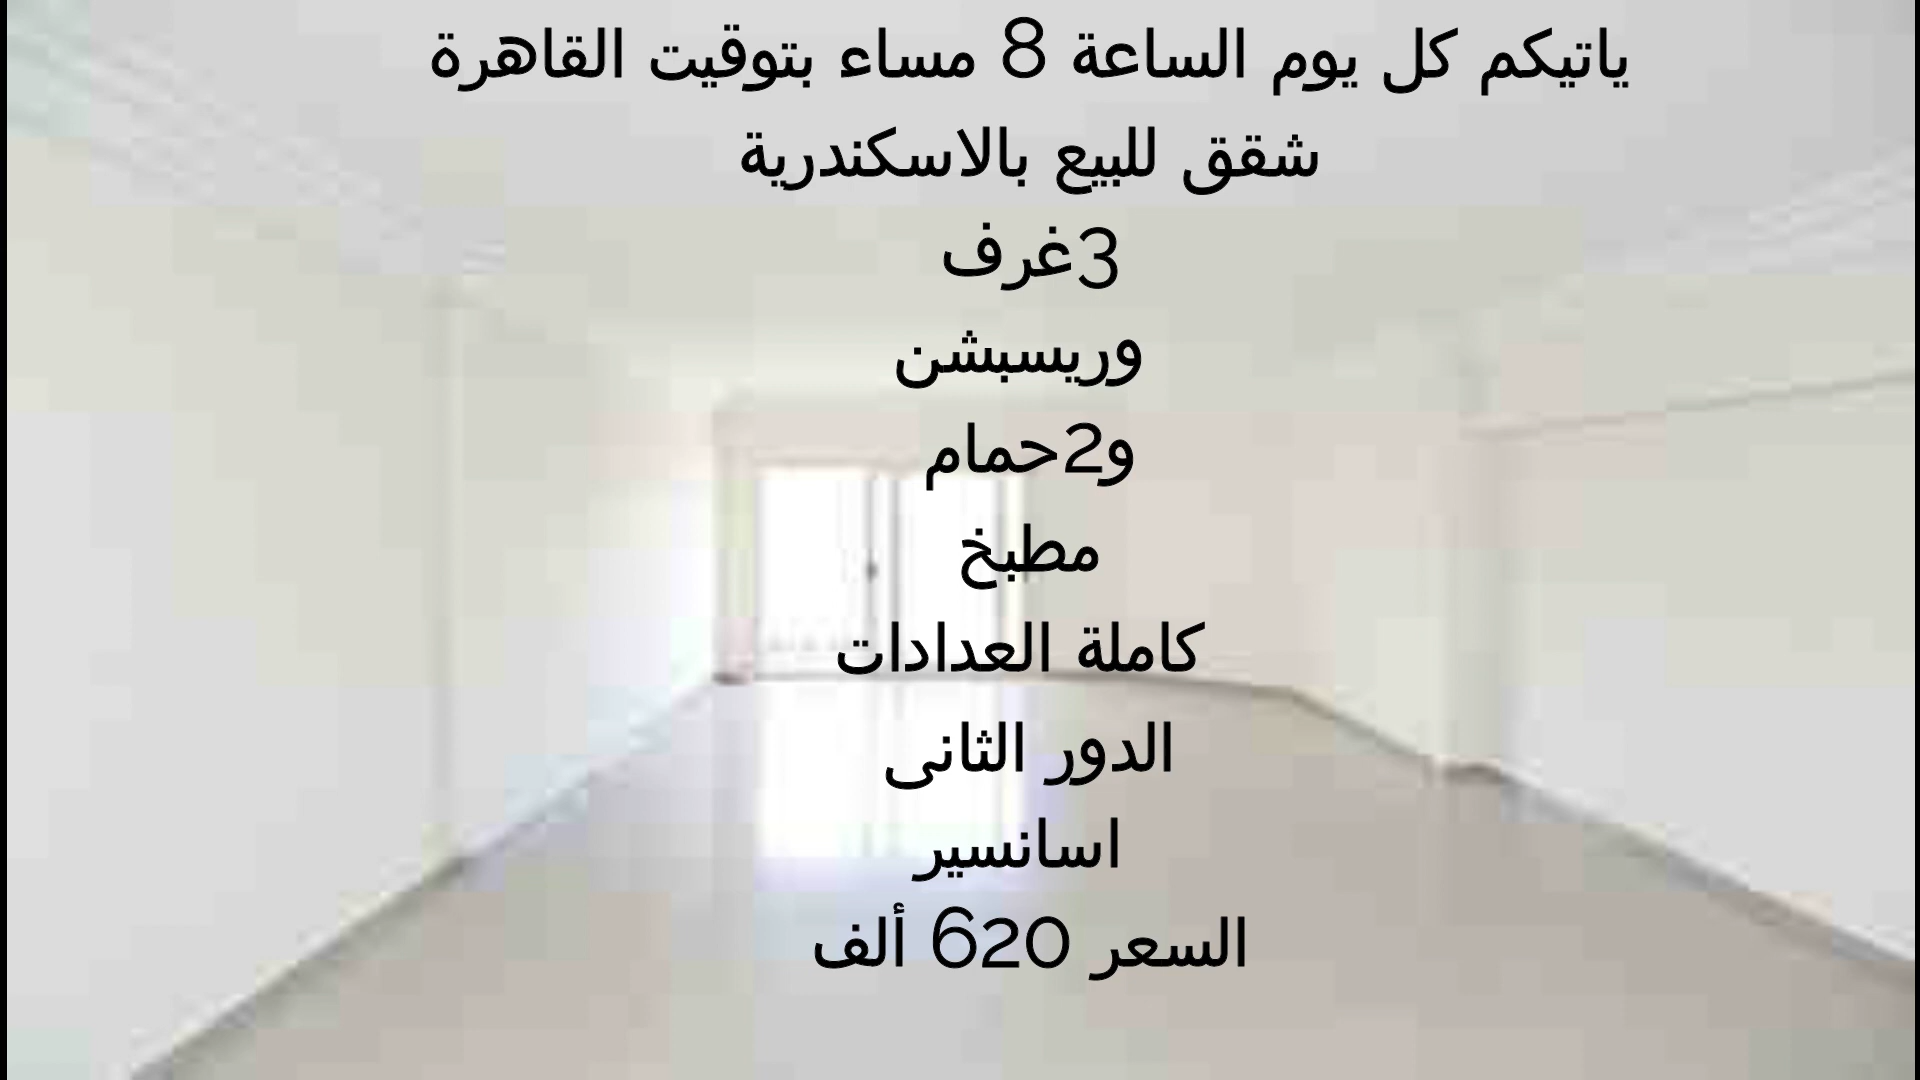 ياتيكم كل يوم الساعة 8 مساء بتوقيت القاهرة
شقق للبيع بالاسكندرية
3غرف
وريسبشن
و2حمام
مطبخ
كاملة العدادات
الدور الثانى
اسانسير
السعر 620 ألف